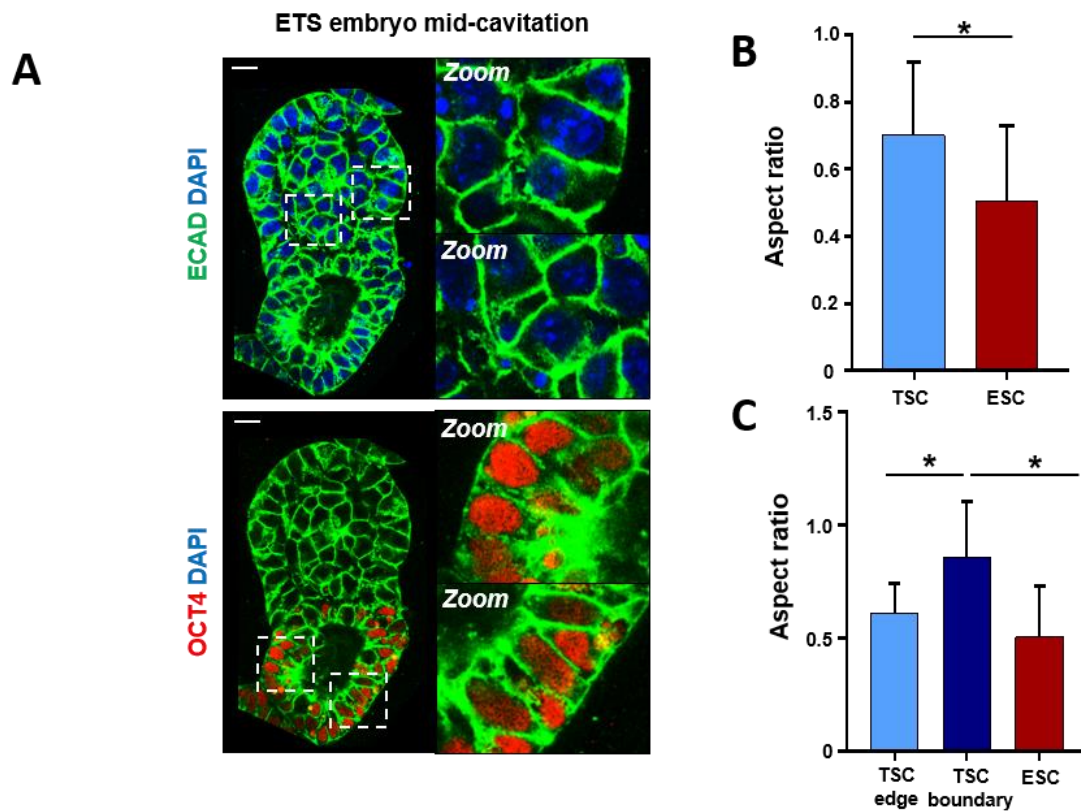 ETS embryo mid-cavitation
A
ECAD DAPI
Zoom
Zoom
OCT4 DAPI
Zoom
Zoom
B
Aspect ratio
1.0
0.8
0.6
0.4
0.2
0
*
TSC
ESC
C
Aspect ratio
1.5
1.0
0.5
0
*
*
TSC
edge
TSC
boundary
ESC